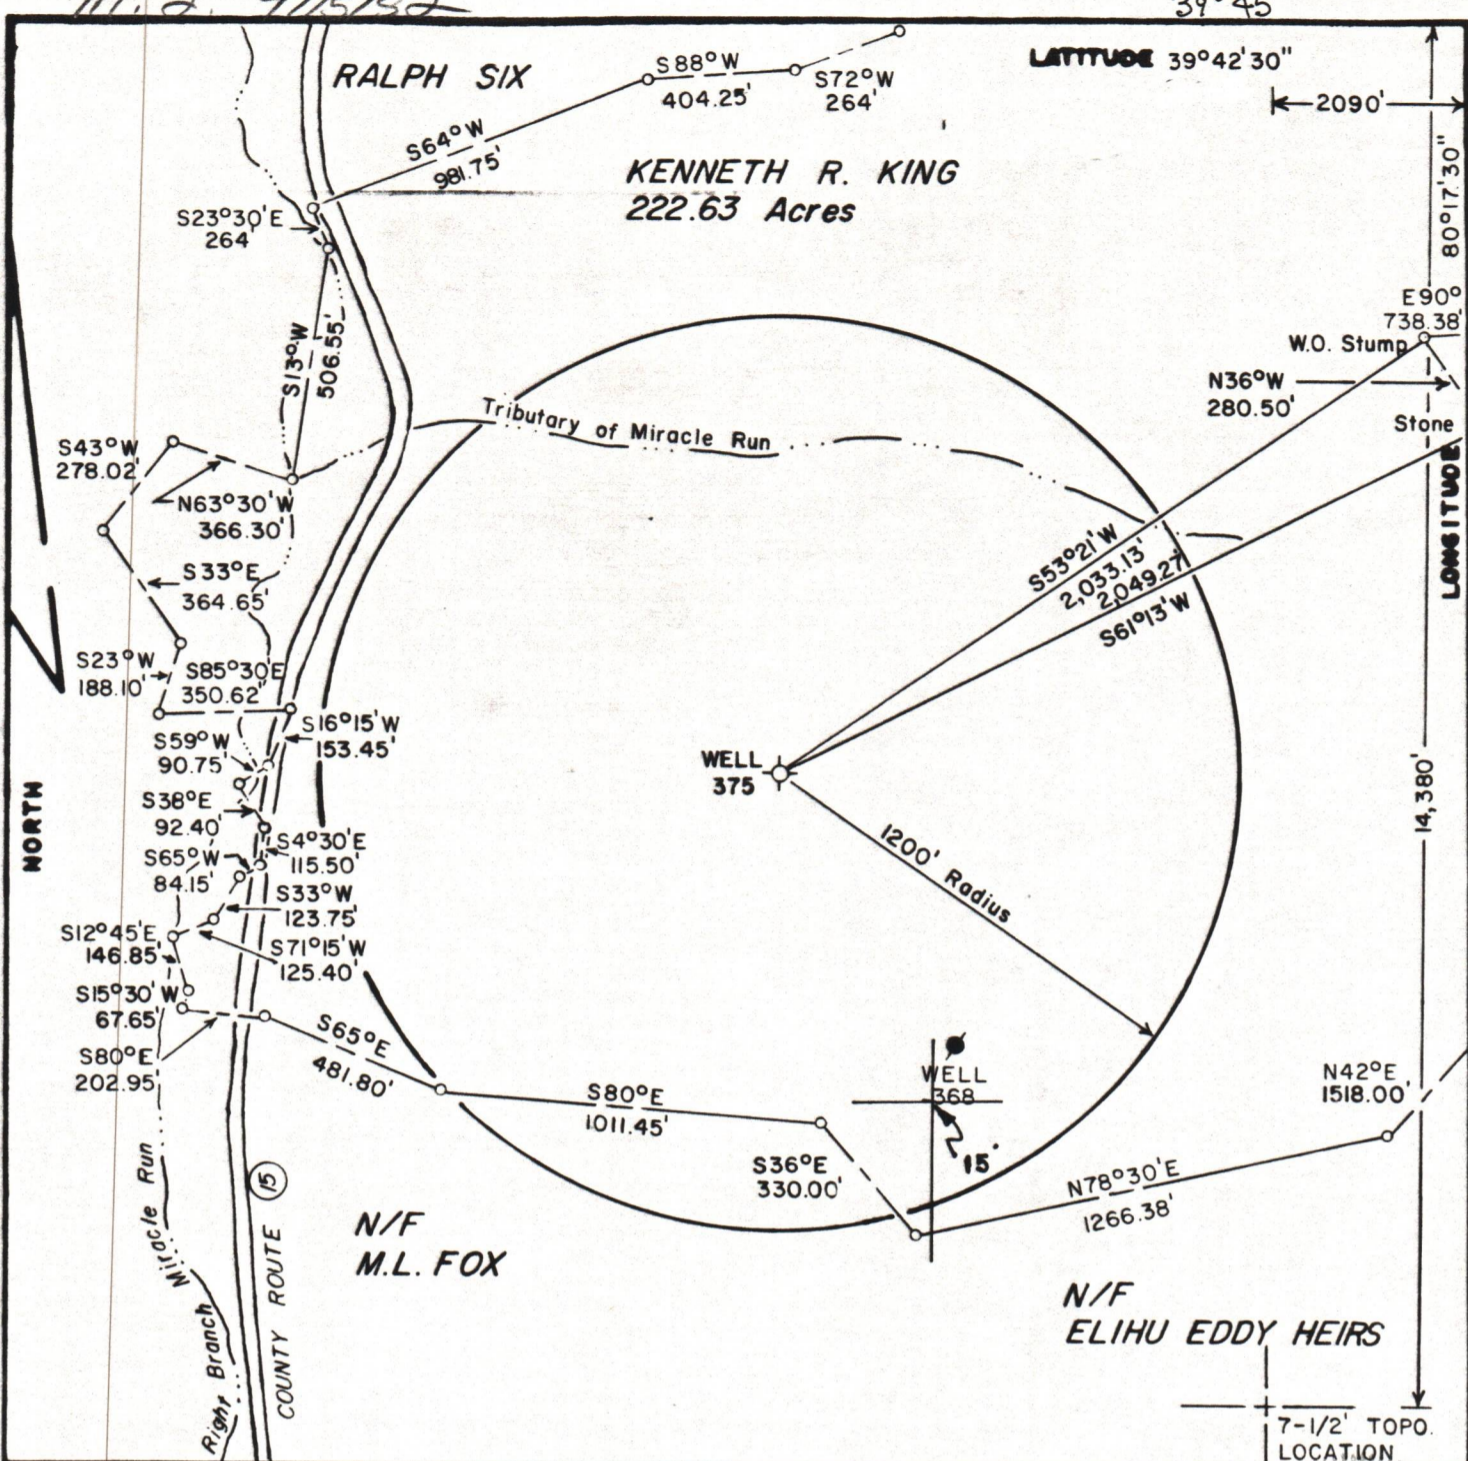 39°45'
RALPH SIX
LATITUDE 39°42'30"
2090'
S88°W
404.25'
S72°W
264'
S64°W
981.75'
KENNETH R. KING
222.63 Acres
80°17'30"
LONGITUDE
S23°30'E
264'
S13°W
506.55'
E90°
738.38'
W.O. Stump
N36°W
280.50'
Stone
Tributary of Miracle Run
S43°W
278.02'
N63°30'W
366.30'
S33°E
364.65'
S53°21'W
2,033.13'
2,049.27'
S61°13'W
S23°W
188.10'
S85°30'E
350.62'
S16°15'W
153.45'
S59°W
90.75'
WELL
375
S38°E
92.40'
S4°30'E
115.50'
14,380'
NORTH
S65°W
84.15'
1200' Radius
S33°W
123.75'
S12°45'E
146.85'
S71°15'W
125.40'
S15°30'W
67.65'
S65°E
481.80'
S80°E
202.95'
WELL
368
15'
S80°E
1011.45'
N42°E
1518.00'
S36°E
330.00'
N78°30'E
1266.38'
Miracle Run
Right Branch
COUNTY ROUTE 15
N/F
M.L. FOX
N/F
ELIHU EDDY HEIRS
7-1/2' TOPO.
LOCATION